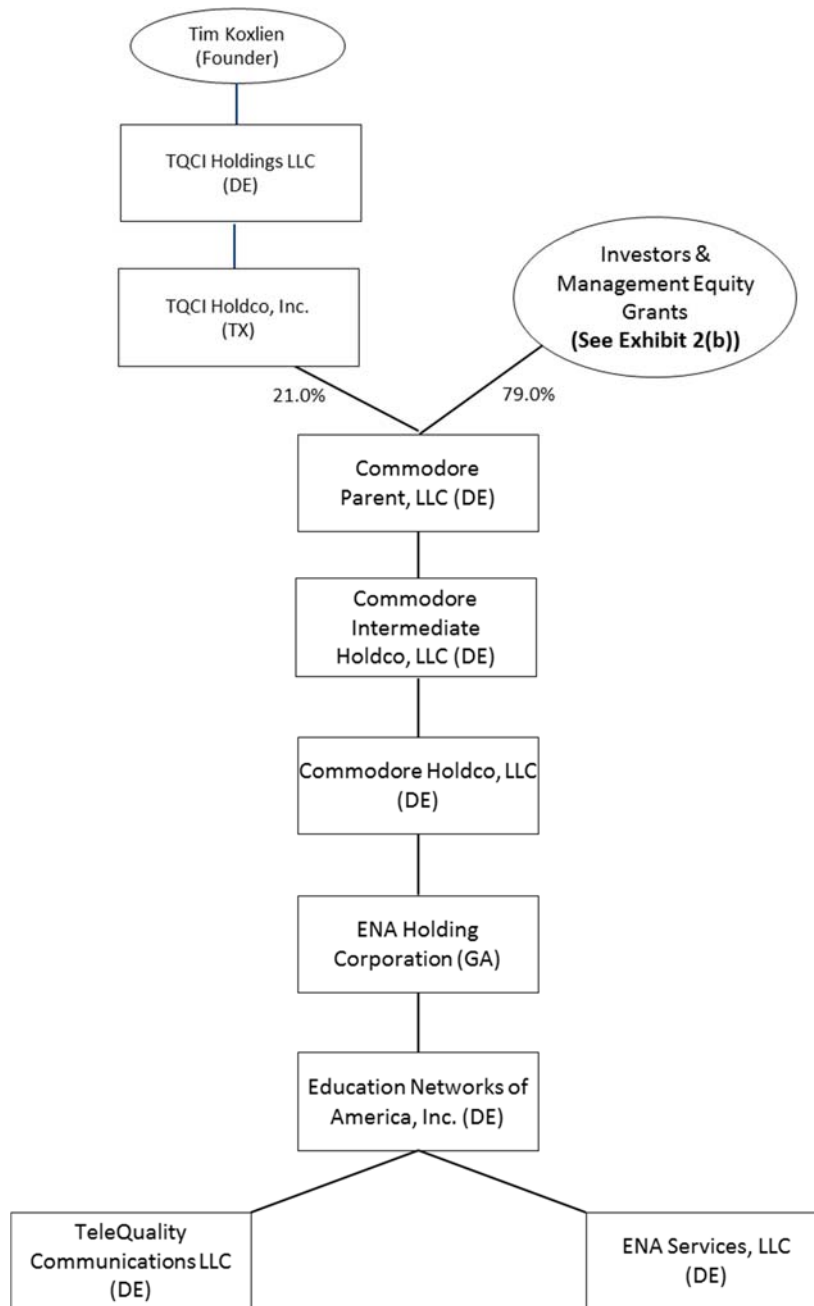 Tim Koxlien
(Founder)
TQCI Holdings LLC
(DE)
TQCI Holdco, Inc.
(TX)
Investors &
Management Equity
Grants
(See Exhibit 2(b))
21.0%
79.0%
Commodore
Parent, LLC (DE)
Commodore
Intermediate
Holdco, LLC (DE)
Commodore Holdco, LLC
(DE)
ENA Holding
Corporation (GA)
Education Networks of
America, Inc. (DE)
TeleQuality
Communications LLC
(DE)
ENA Services, LLC
(DE)